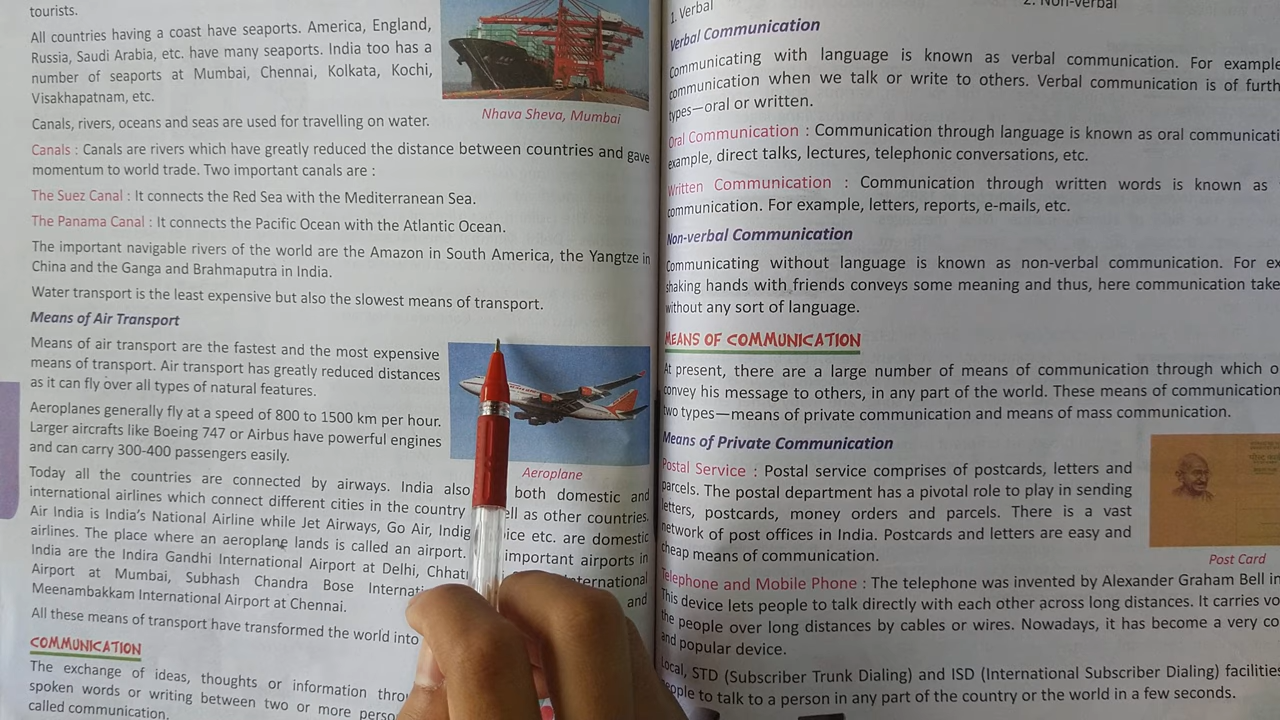 tourists.
All countries having a coast have seaports. America, England,
Russia, Saudi Arabia, etc. have many seaports. India too has a
number of seaports at Mumbai, Chennai, Kolkata, Kochi,
Visakhapatnam, etc.
Nhava Sheva, Mumbai
Canals, rivers, oceans and seas are used for travelling on water.
Canals : Canals are rivers which have greatly reduced the distance between countries and gave
momentum to world trade. Two important canals are :
The Suez Canal : It connects the Red Sea with the Mediterranean Sea.
The Panama Canal : It connects the Pacific Ocean with the Atlantic Ocean.
The important navigable rivers of the world are the Amazon in South America, the Yangtze in
China and the Ganga and Brahmaputra in India.
Water transport is the least expensive but also the slowest means of transport.
Means of Air Transport
Means of air transport are the fastest and the most expensive
means of transport. Air transport has greatly reduced distances
as it can fly over all types of natural features.
Aeroplanes generally fly at a speed of 800 to 1500 km per hour.
Larger aircrafts like Boeing 747 or Airbus have powerful engines
and can carry 300-400 passengers easily.
Aeroplane
Today all the countries are connected by airways. India also both domestic and
international airlines which connect different cities in the country as other countries.
Air India is India's National Airline while Jet Airways, Go Air, etc. are domestic
airlines. The place where an aeroplane lands is called an airport. important airports in
India are the Indira Gandhi International Airport at Delhi, International
Airport at Mumbai, Subhash Chandra Bose and
Meenambakkam International Airport at Chennai.
All these means of transport have transformed the world into
COMMUNICATION
The exchange of ideas, thoughts or information
spoken words or writing between two or more
called communication.
1. Verbal
2. Non-verbal
Verbal Communication
Communicating with language is known as verbal communication. For example
communication when we talk or write to others. Verbal communication is of
types—oral or written.
Oral Communication : Communication through language is known as oral
example, direct talks, lectures, telephonic conversations, etc.
Written Communication : Communication through written words is known as
communication. For example, letters, reports, e-mails, etc.
Non-verbal Communication
Communicating without language is known as non-verbal communication. For
shaking hands with friends conveys some meaning and thus, here communication
without any sort of language.
MEANS OF COMMUNICATION
At present, there are a large number of means of communication through which
convey his message to others, in any part of the world. These means of communication
two types—means of private communication and means of mass communication.
Means of Private Communication
Postal Service : Postal service comprises of postcards, letters and
parcels. The postal department has a pivotal role to play in sending
letters, postcards, money orders and parcels. There is a vast
network of post offices in India. Postcards and letters are easy and
cheap means of communication.
Post Card
Telephone and Mobile Phone : The telephone was invented by Alexander Graham Bell in
This device lets people to talk directly with each other across long distances. It carries
the people over long distances by cables or wires. Nowadays, it has become a very
and popular device.
Local, STD (Subscriber Trunk Dialing) and ISD (International Subscriber Dialing) facilities
people to talk to a person in any part of the country or the world in a few seconds.